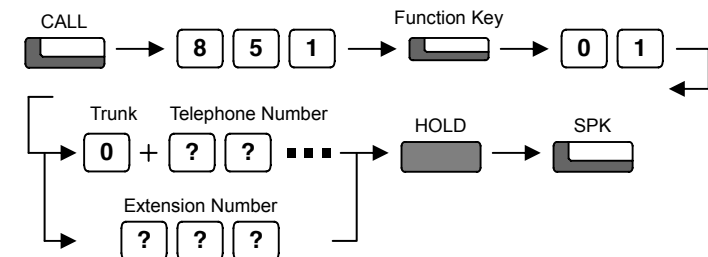 CALL
Function Key
8 5 1
0 1
Trunk Telephone Number
HOLD SPK
0 + ? ?
Extension Number
? ? ?